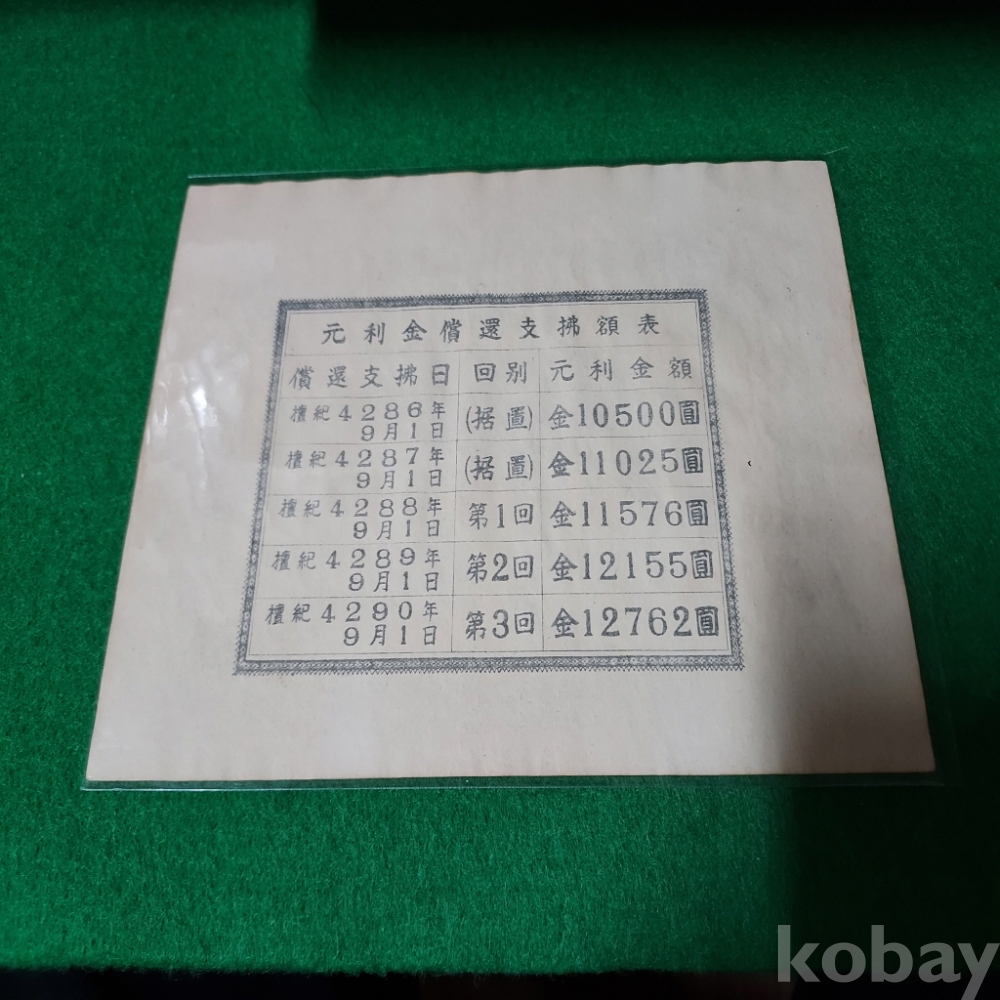 元利金償還支拂額表
償還支拂日 回別 元利金額
檀紀4286年9月1日 (据置) 金10500圓
檀紀4287年9月1日 (据置) 金11025圓
檀紀4288年9月1日 第1回 金11576圓
檀紀4289年9月1日 第2回 金12155圓
檀紀4290年9月1日 第3回 金12762圓
kobay